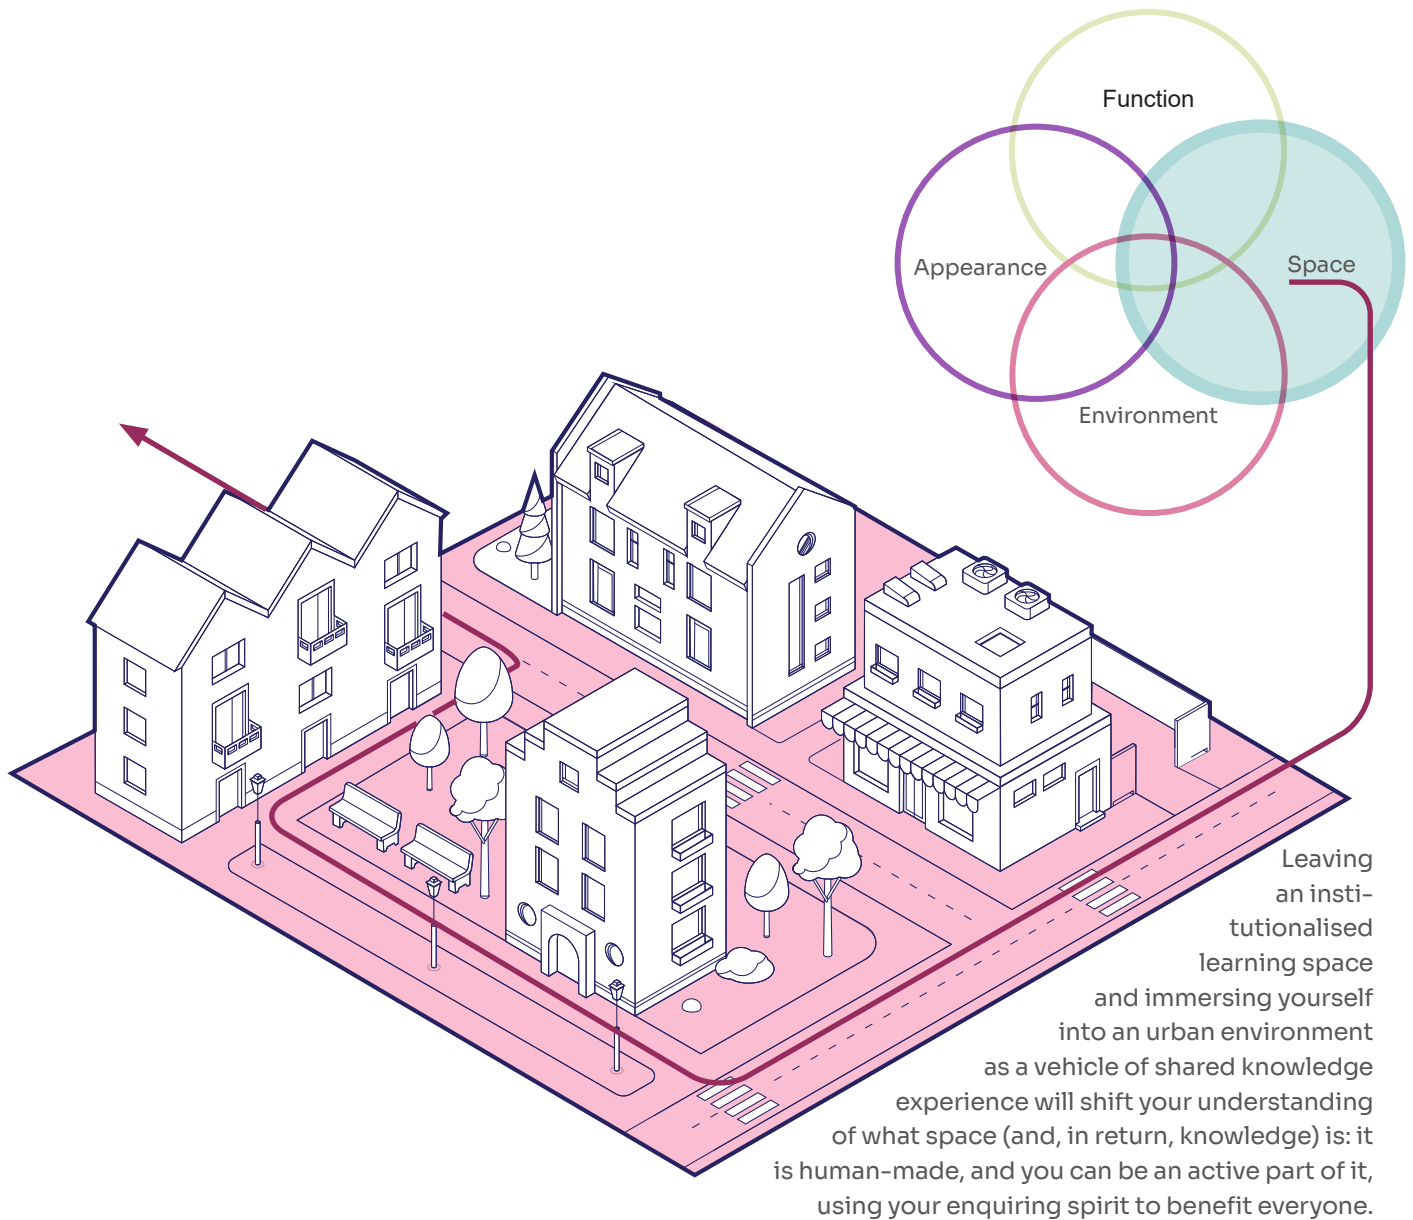 Function
Appearance
Space
Environment
Leaving
an insti-
tutionalised
learning space
and immersing yourself
into an urban environment
as a vehicle of shared knowledge
experience will shift your understanding
of what space (and, in return, knowledge) is: it
is human-made, and you can be an active part of it,
using your enquiring spirit to benefit everyone.